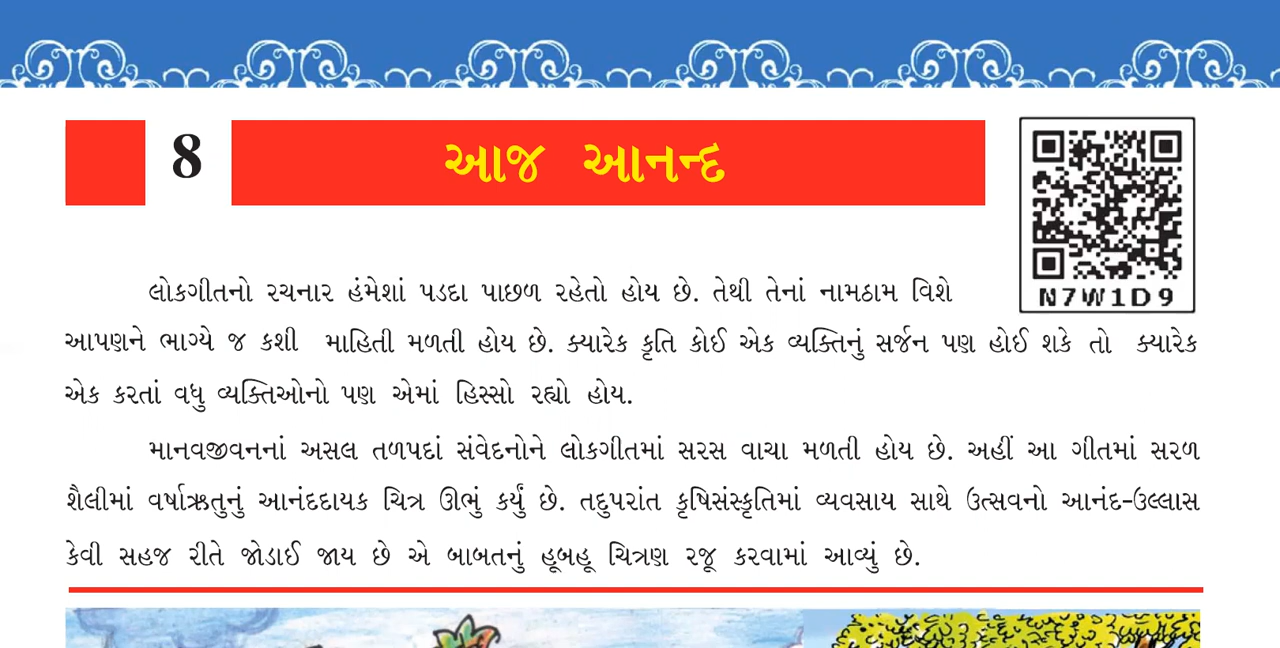 8
આજ આનન્દ
N7W1D9
લોકગીતનો રચનાર હંમેશાં પડદા પાછળ રહેતો હોય છે. તેથી તેનાં નામઠામ વિશે
આપણને ભાગ્યે જ કશી માહિતી મળતી હોય છે. ક્યારેક કૃતિ કોઈ એક વ્યક્તિનું સર્જન પણ હોઈ શકે તો ક્યારેક
એક કરતાં વધુ વ્યક્તિઓનો પણ એમાં હિસ્સો રહ્યો હોય.
માનવજીવનનાં અસલ તળપદાં સંવેદનોને લોકગીતમાં સરસ વાચા મળતી હોય છે. અહીં આ ગીતમાં સરળ
શૈલીમાં વર્ષાઋતુનું આનંદદાયક ચિત્ર ઊભું કર્યું છે. તદુપરાંત કૃષિસંસ્કૃતિમાં વ્યવસાય સાથે ઉત્સવનો આનંદ-ઉલ્લાસ
કેવી સહજ રીતે જોડાઈ જાય છે એ બાબતનું હૂબહૂ ચિત્રણ રજૂ કરવામાં આવ્યું છે.